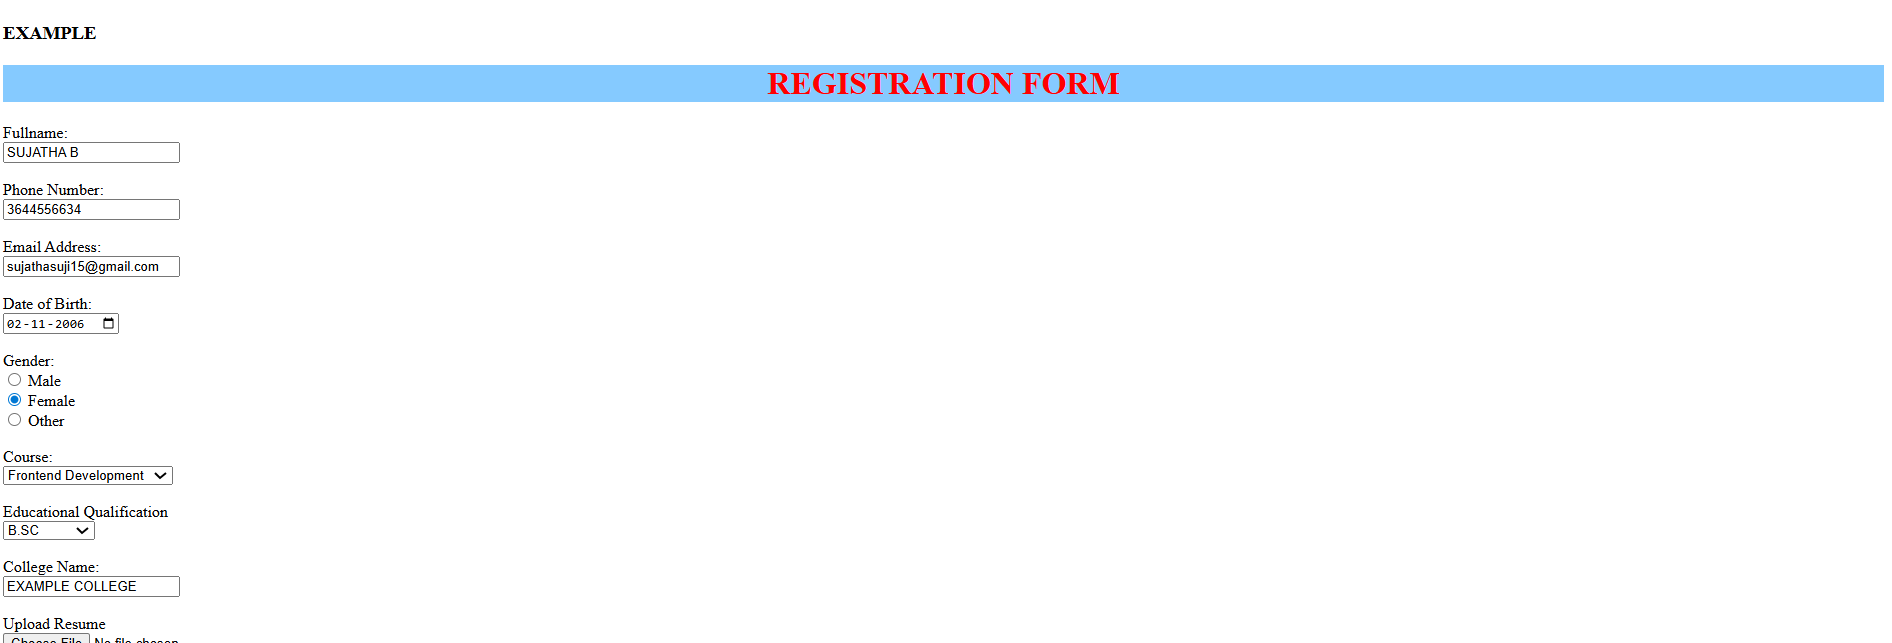 EXAMPLE
REGISTRATION FORM
Fullname:
SUJATHA B
Phone Number:
3644556634
Email Address:
sujathasuji15@gmail.com
Date of Birth:
02-11-2006
Gender:
Male
Female
Other
Course:
Frontend Development
Educational Qualification
B.SC
College Name:
EXAMPLE COLLEGE
Upload Resume
Choose File No file chosen